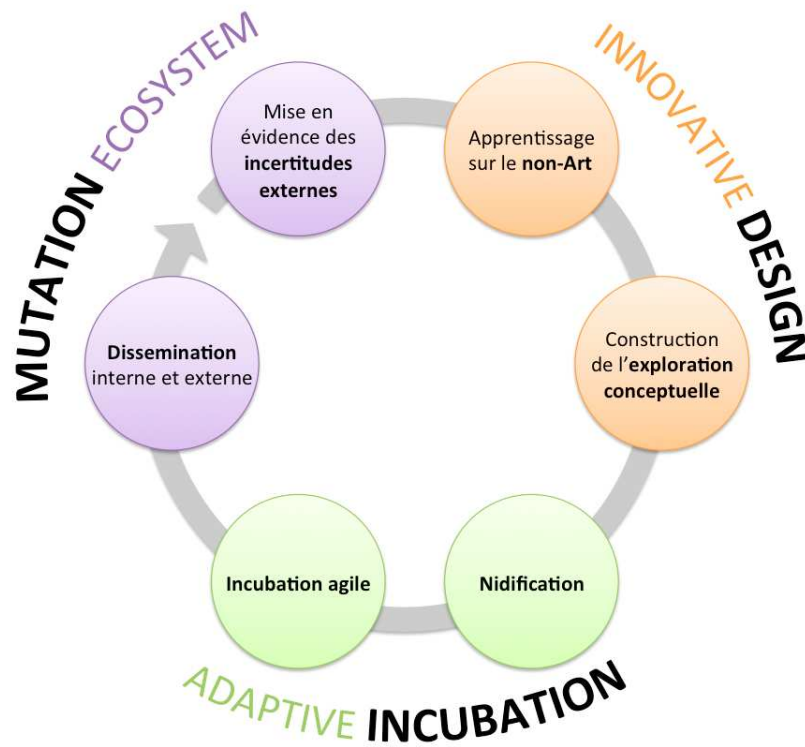 MUTATION ECOSYSTEM
INNOVATIVE DESIGN
Mise en
évidence des
incertitudes
externes
Apprentissage
sur le non-Art
Construction
de l'exploration
conceptuelle
Nidification
Incubation agile
Dissemination
interne et externe
ADAPTIVE INCUBATION